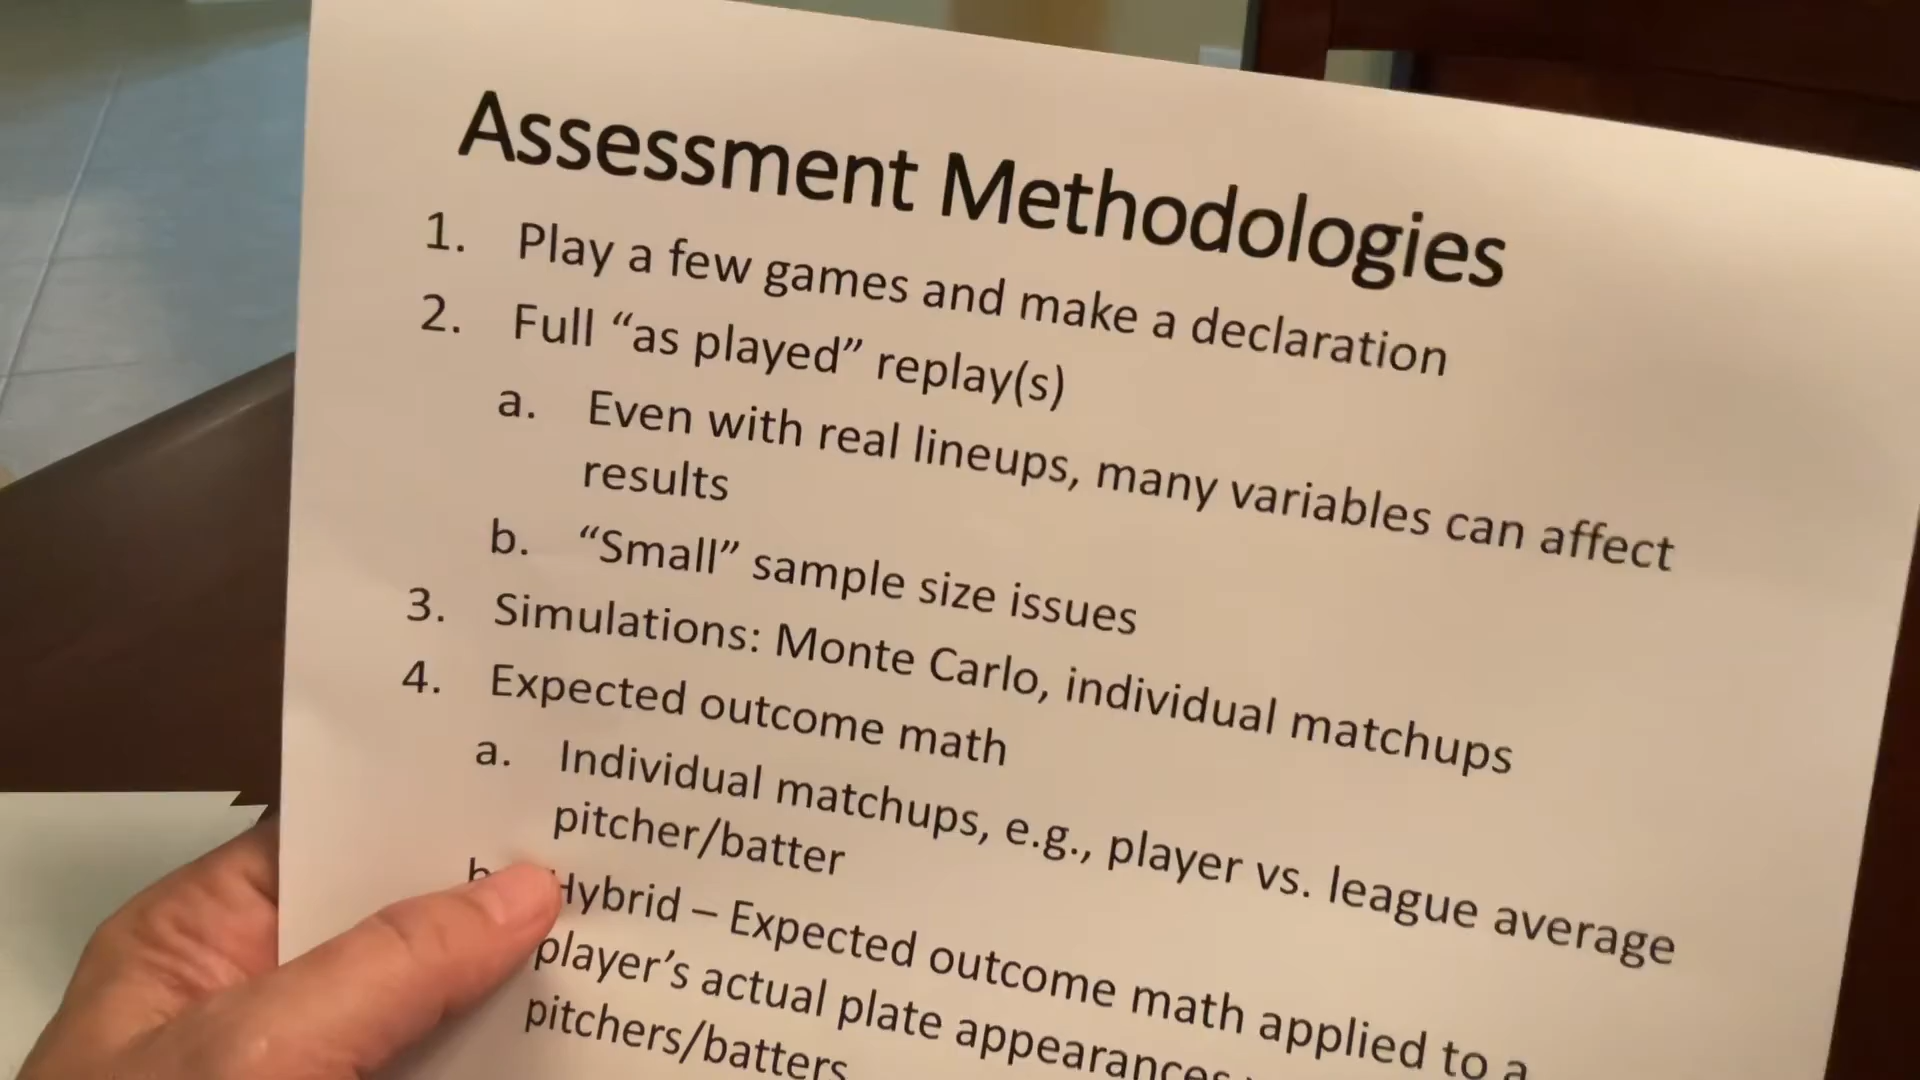 Assessment Methodologies
1. Play a few games and make a declaration
2. Full “as played” replay(s)
a. Even with real lineups, many variables can affect
results
b. “Small” sample size issues
3. Simulations: Monte Carlo, individual matchups
4. Expected outcome math
a. Individual matchups, e.g., player vs. league average
pitcher/batter
b. Hybrid – Expected outcome math applied to a
player’s actual plate appearances
pitchers/batters